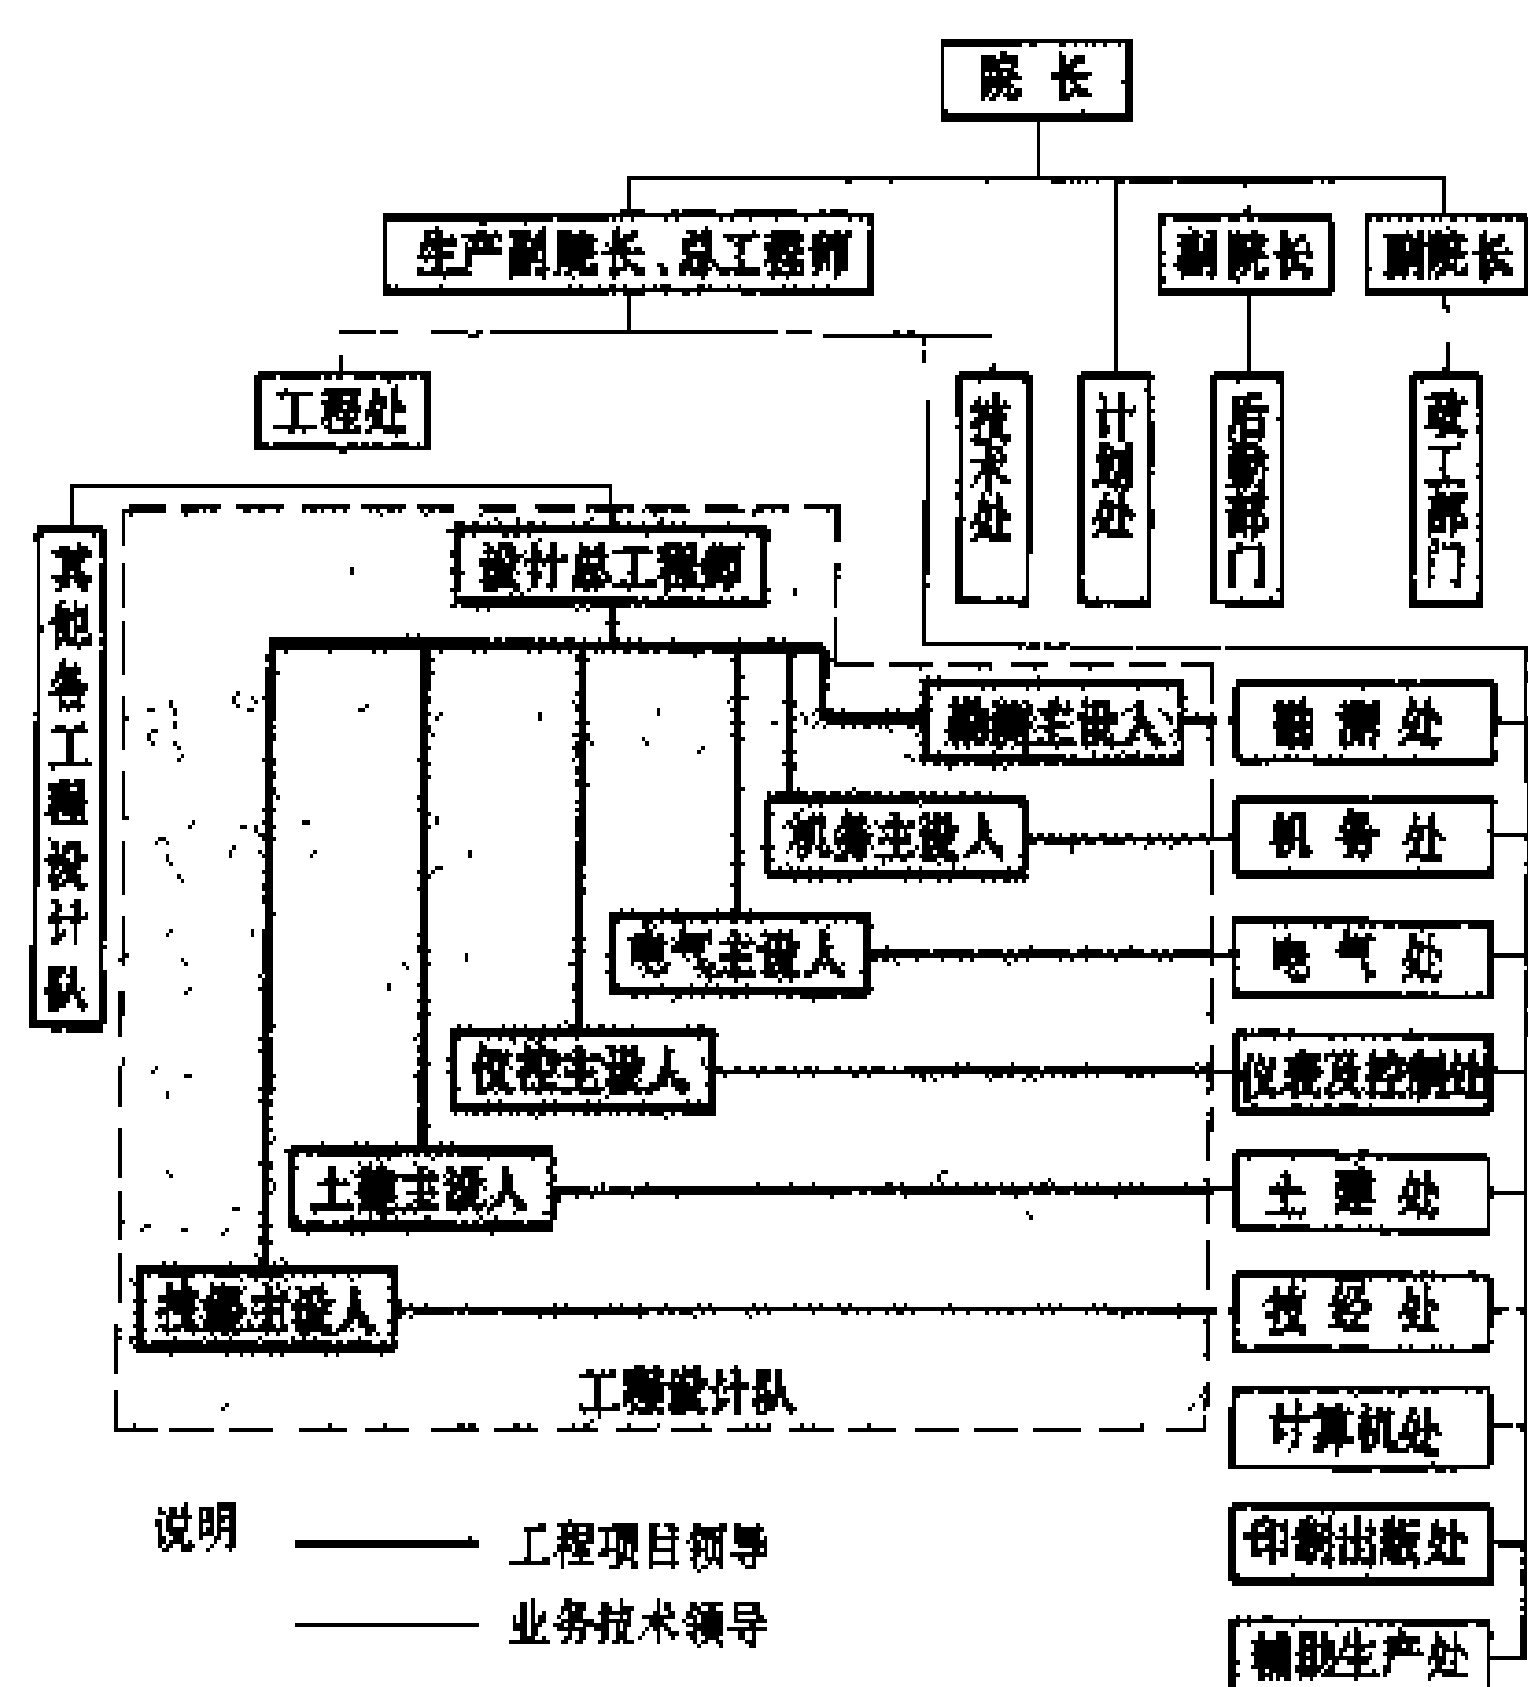 院长
生产副院长、总工程师
副院长
副院长
工程处
技术处
计划处
后勤部门
政工部门
其他各工程设计队
设计总工程师
勘测主设人
勘测处
机务主设人
机务处
电气主设人
电气处
仪控主设人
仪表及控制处
土建主设人
土建处
技经主设人
技经处
工程设计队
计算机处
印制出版处
辅助生产处
说明
工程项目领导
业务技术领导